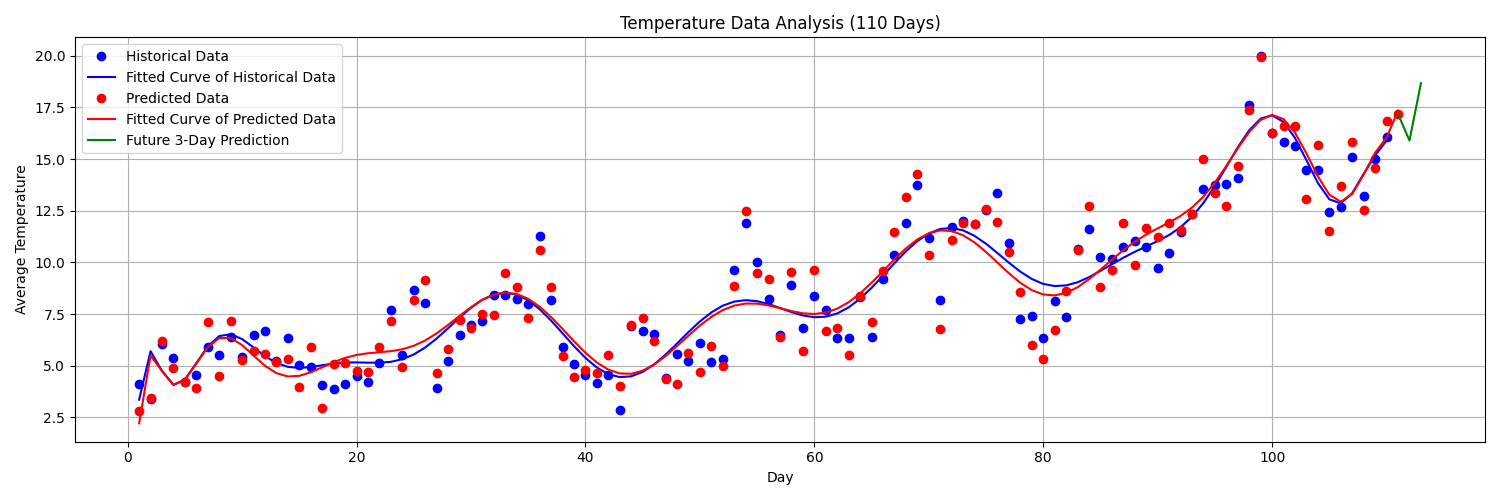 Temperature Data Analysis (110 Days)
Historical Data
Fitted Curve of Historical Data
Predicted Data
Fitted Curve of Predicted Data
Future 3-Day Prediction
Average Temperature
20.0
17.5
15.0
12.5
10.0
7.5
5.0
2.5
0 20 40 60 80 100
Day